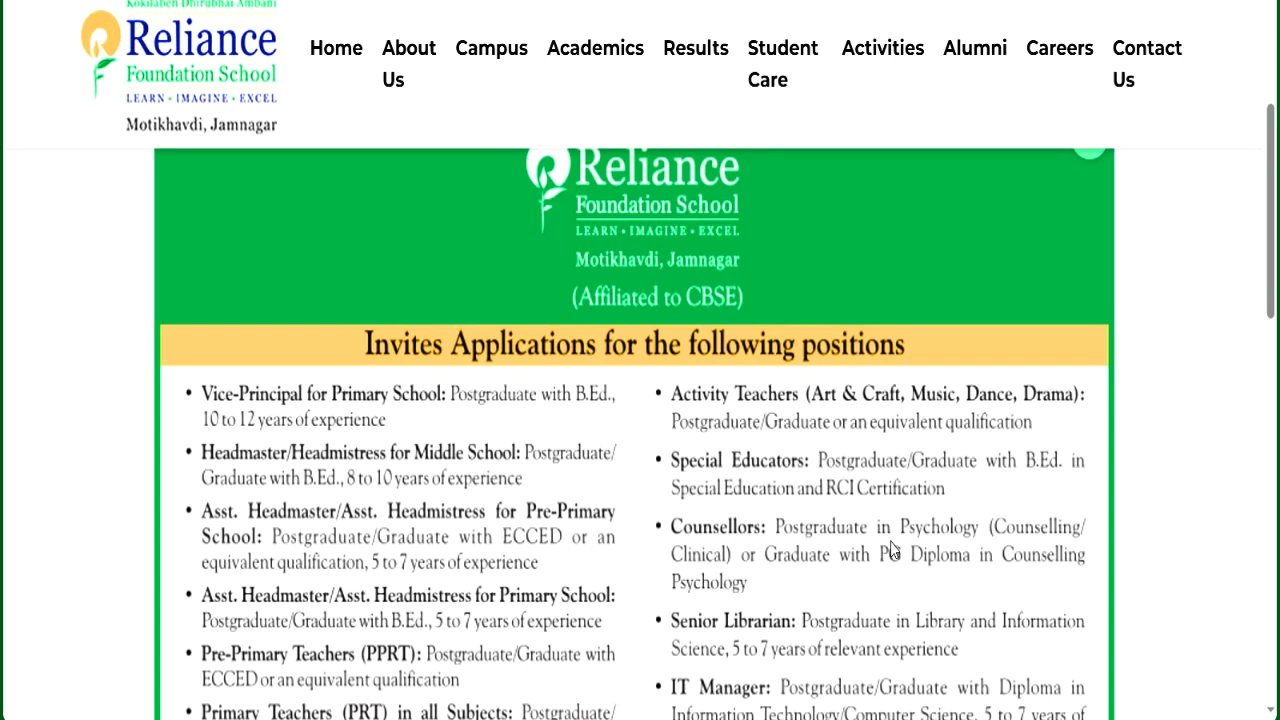 Kokilaben Dhirubhai Ambani
Reliance
Foundation School
LEARN • IMAGINE • EXCEL
Motikhavdi, Jamnagar
Home About Us Campus Academics Results Student Care Activities Alumni Careers Contact Us
Reliance
Foundation School
LEARN • IMAGINE • EXCEL
Motikhavdi, Jamnagar
(Affiliated to CBSE)
Invites Applications for the following positions
• Vice-Principal for Primary School: Postgraduate with B.Ed.,
10 to 12 years of experience
• Headmaster/Headmistress for Middle School: Postgraduate/
Graduate with B.Ed., 8 to 10 years of experience
• Asst. Headmaster/Asst. Headmistress for Pre-Primary
School: Postgraduate/Graduate with ECCED or an
equivalent qualification, 5 to 7 years of experience
• Asst. Headmaster/Asst. Headmistress for Primary School:
Postgraduate/Graduate with B.Ed., 5 to 7 years of experience
• Pre-Primary Teachers (PPRT): Postgraduate/Graduate with
ECCED or an equivalent qualification
• Primary Teachers (PRT) in all Subjects: Postgraduate/
• Activity Teachers (Art & Craft, Music, Dance, Drama):
Postgraduate/Graduate or an equivalent qualification
• Special Educators: Postgraduate/Graduate with B.Ed. in
Special Education and RCI Certification
• Counsellors: Postgraduate in Psychology (Counselling/
Clinical) or Graduate with PG Diploma in Counselling
Psychology
• Senior Librarian: Postgraduate in Library and Information
Science, 5 to 7 years of relevant experience
• IT Manager: Postgraduate/Graduate with Diploma in
Information Technology/Computer Science, 5 to 7 years of